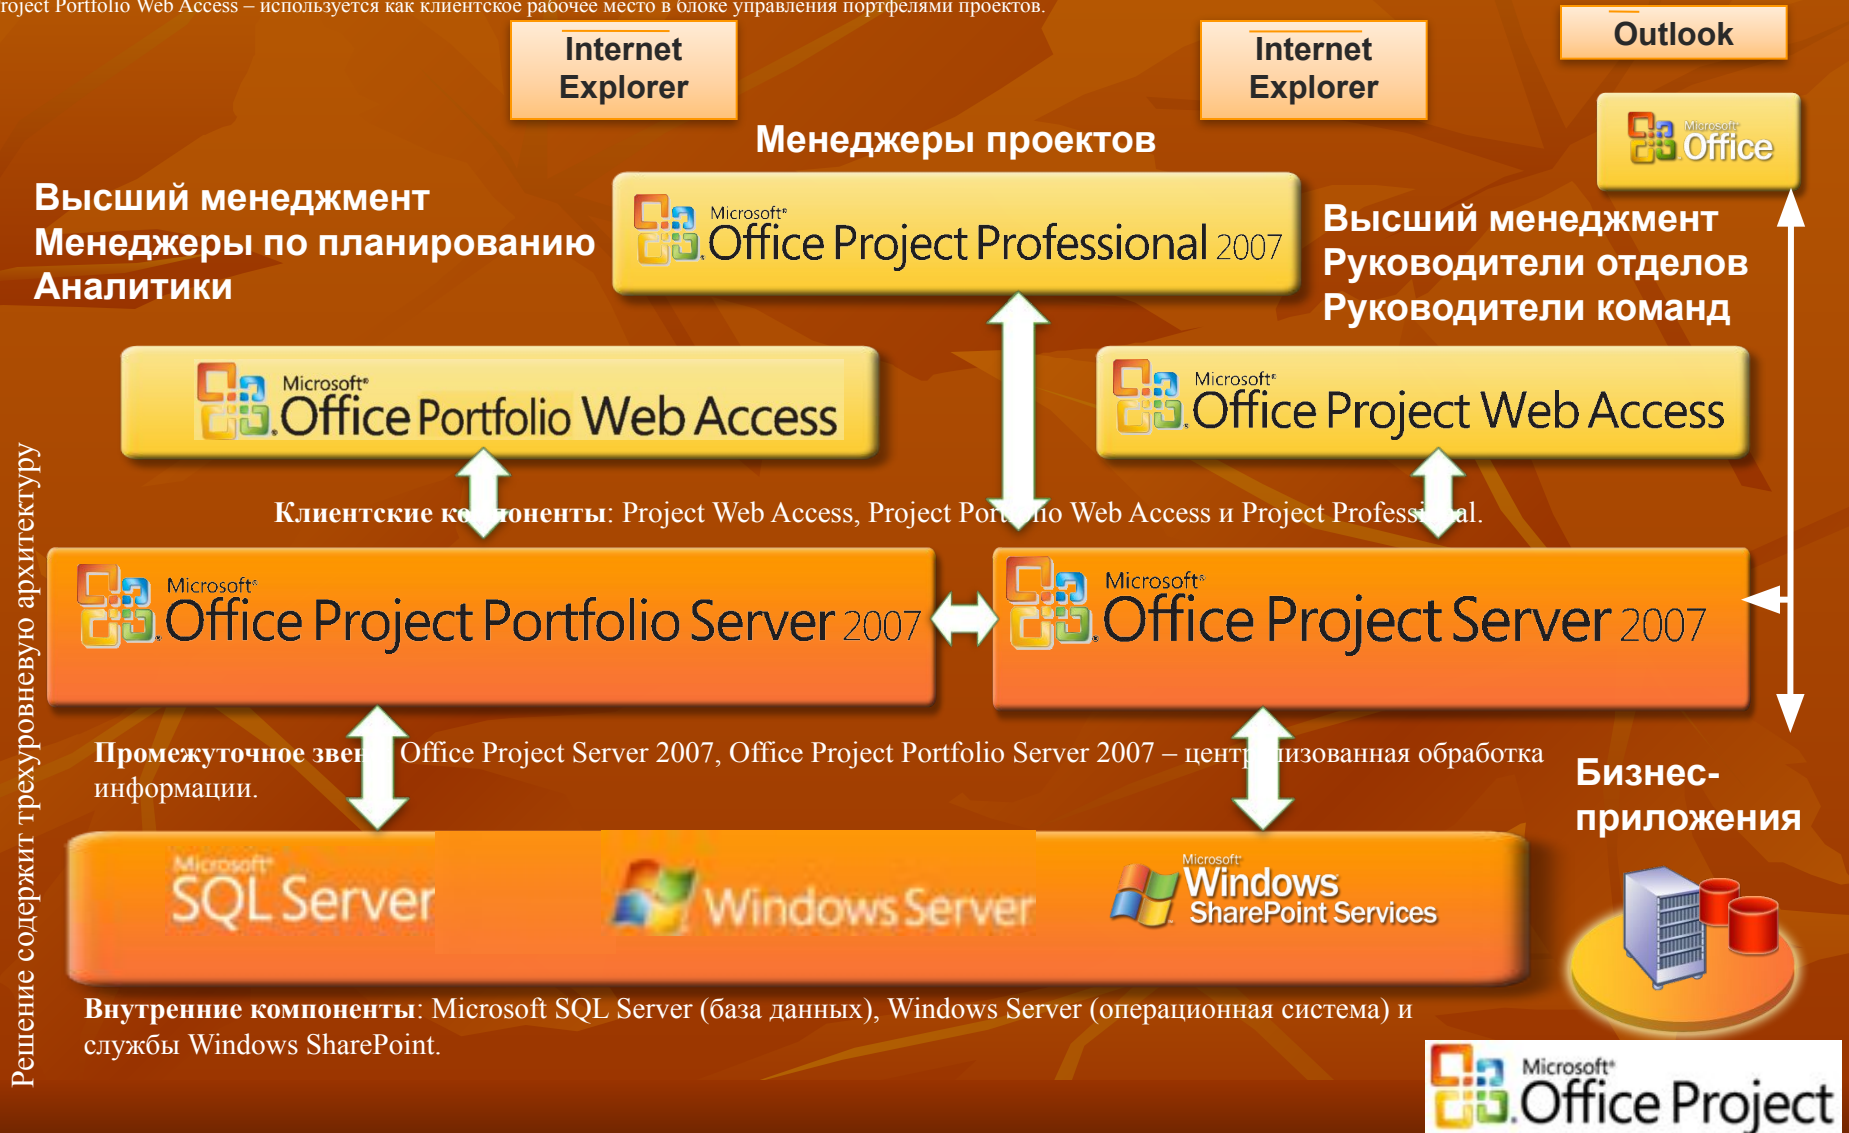 roject Portfolio Web Access – используется как клиентское рабочее место в блоке управления портфелями проектов.
Internet
Explorer
Internet
Explorer
Outlook
Microsoft
Office
Менеджеры проектов
Высший менеджмент
Менеджеры по планированию
Аналитики
Microsoft®
Office Project Professional 2007
Высший менеджмент
Руководители отделов
Руководители команд
Microsoft®
Office Portfolio Web Access
Microsoft®
Office Project Web Access
Решение содержит трехуровневую архитектуру
Клиентские компоненты: Project Web Access, Project Portfolio Web Access и Project Professional.
Microsoft®
Office Project Portfolio Server 2007
Microsoft®
Office Project Server 2007
Промежуточное звено Office Project Server 2007, Office Project Portfolio Server 2007 – централизованная обработка
информации.
Бизнес-
приложения
Microsoft®
SQL Server
Windows Server
Microsoft®
Windows
SharePoint Services
Внутренние компоненты: Microsoft SQL Server (база данных), Windows Server (операционная система) и
службы Windows SharePoint.
Microsoft®
Office Project